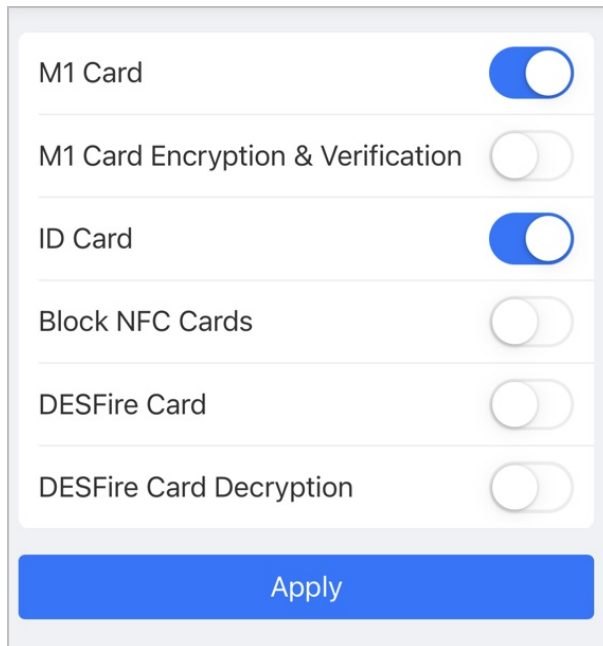 M1 Card
M1 Card Encryption & Verification
ID Card
Block NFC Cards
DESFire Card
DESFire Card Decryption
Apply